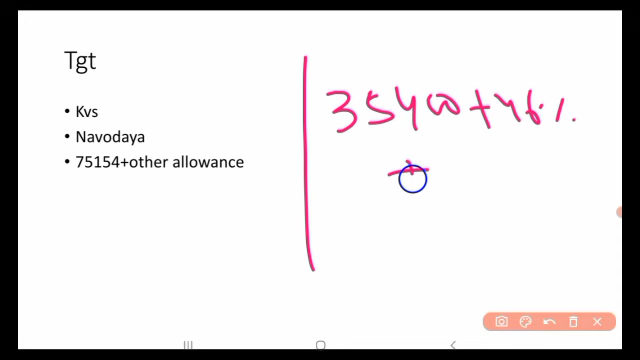 Tgt
• Kvs
• Navodaya
• 75154+other allowance
35400+46%
+